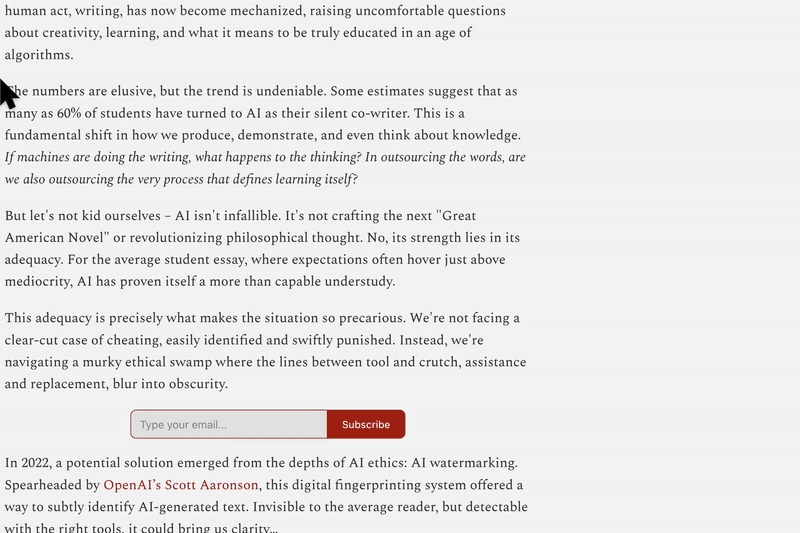 human act, writing, has now become mechanized, raising uncomfortable questions
about creativity, learning, and what it means to be truly educated in an age of
algorithms.
The numbers are elusive, but the trend is undeniable. Some estimates suggest that as
many as 60% of students have turned to AI as their silent co-writer. This is a
fundamental shift in how we produce, demonstrate, and even think about knowledge.
If machines are doing the writing, what happens to the thinking? In outsourcing the words, are
we also outsourcing the very process that defines learning itself?
But let's not kid ourselves – AI isn't infallible. It's not crafting the next "Great
American Novel" or revolutionizing philosophical thought. No, its strength lies in its
adequacy. For the average student essay, where expectations often hover just above
mediocrity, AI has proven itself a more than capable understudy.
This adequacy is precisely what makes the situation so precarious. We're not facing a
clear-cut case of cheating, easily identified and swiftly punished. Instead, we're
navigating a murky ethical swamp where the lines between tool and crutch, assistance
and replacement, blur into obscurity.
Type your email...
Subscribe
In 2022, a potential solution emerged from the depths of AI ethics: AI watermarking.
Spearheaded by OpenAI’s Scott Aaronson, this digital fingerprinting system offered a
way to subtly identify AI-generated text. Invisible to the average reader, but detectable
with the right tools, it could bring us clarity…